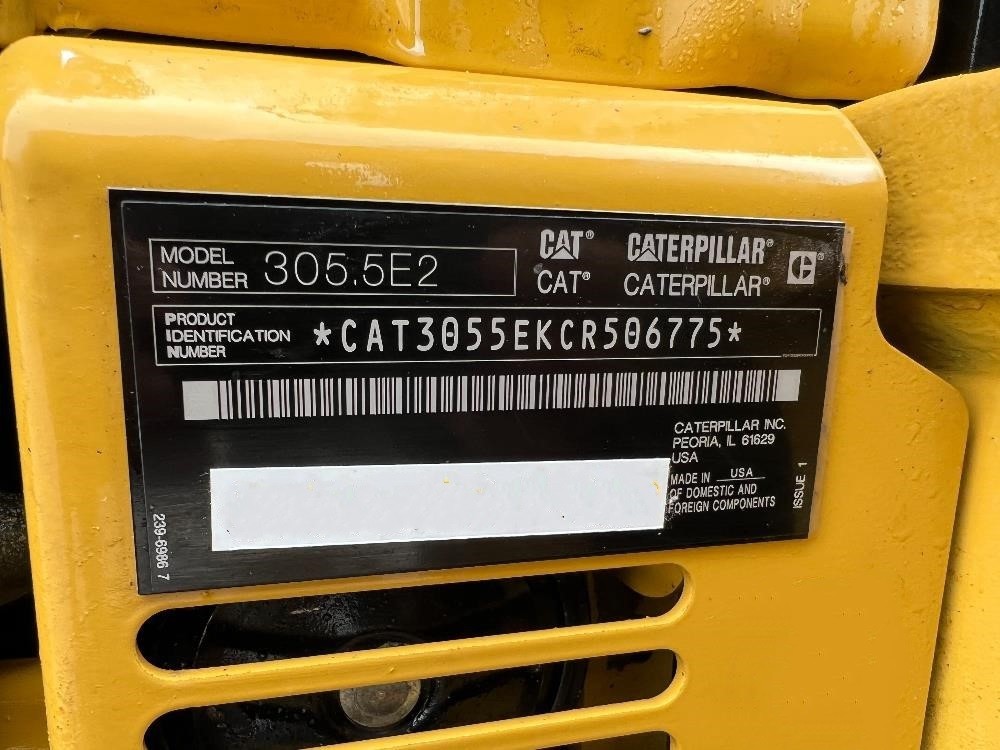 MODEL
NUMBER 305.5E2
CAT® CATERPILLAR®
CAT® CATERPILLAR®
C®
PRODUCT
IDENTIFICATION
NUMBER
*CAT3055EKCR506775*
CATERPILLAR INC.
PEORIA, IL 61629
USA
MADE IN USA
OF DOMESTIC AND
FOREIGN COMPONENTS
ISSUE 1
239-6986 7